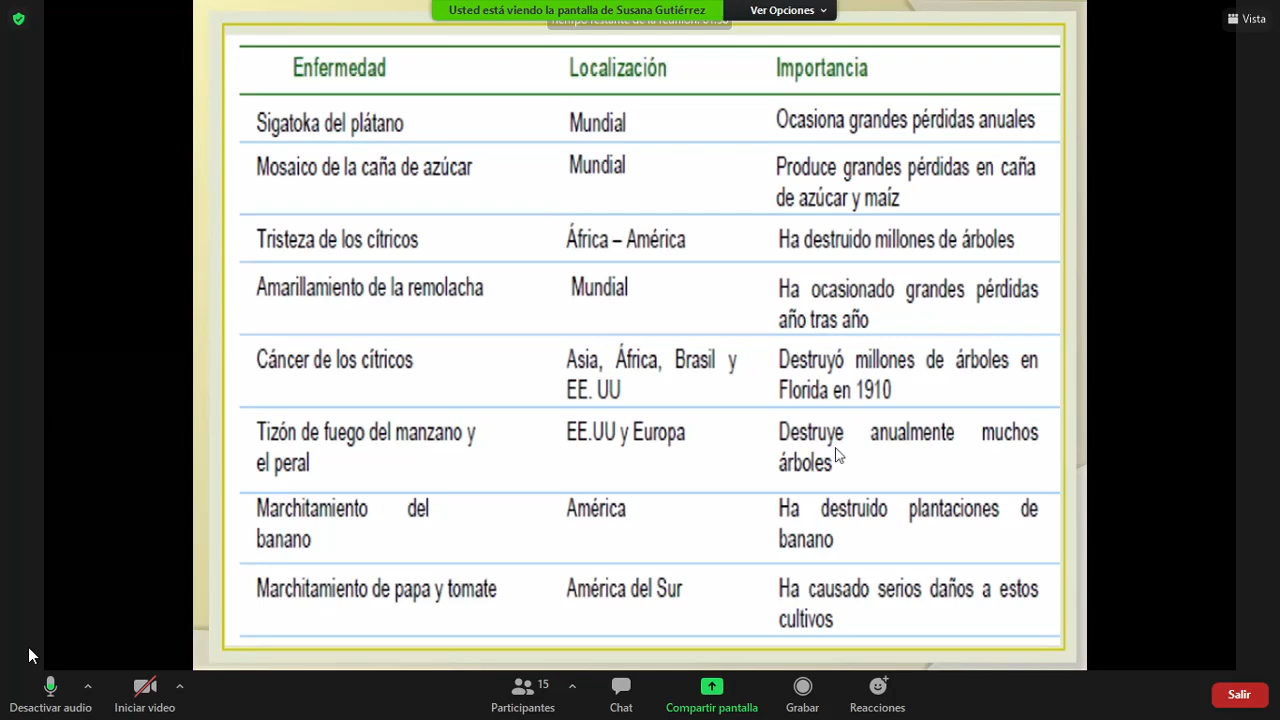 Usted está viendo la pantalla de Susana Gutiérrez
Ver Opciones
Tiempo restante de la reunión:
Vista
Enfermedad Localización Importancia
Sigatoka del plátano Mundial Ocasiona grandes pérdidas anuales
Mosaico de la caña de azúcar Mundial Produce grandes pérdidas en caña
de azúcar y maíz
Tristeza de los cítricos África – América Ha destruido millones de árboles
Amarillamiento de la remolacha Mundial Ha ocasionado grandes pérdidas
año tras año
Cáncer de los cítricos Asia, África, Brasil y Destruyó millones de árboles en
EE. UU Florida en 1910
Tizón de fuego del manzano y EE.UU y Europa Destruye anualmente muchos
el peral árboles
Marchitamiento del América Ha destruido plantaciones de
banano banano
Marchitamiento de papa y tomate América del Sur Ha causado serios daños a estos
cultivos
15
Desactivar audio Iniciar video Participantes Chat Compartir pantalla Grabar Reacciones Salir